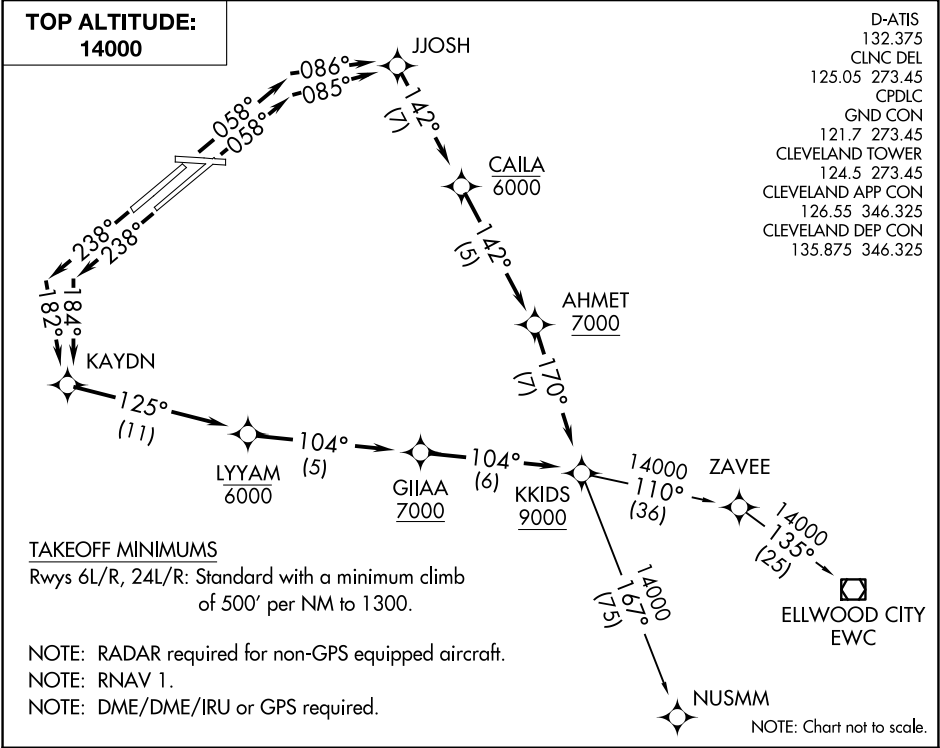 TOP ALTITUDE:
14000
D-ATIS
132.375
CLNC DEL
125.05 273.45
CPDLC
GND CON
121.7 273.45
CLEVELAND TOWER
124.5 273.45
CLEVELAND APP CON
126.55 346.325
CLEVELAND DEP CON
135.875 346.325
JJOSH
086°
085°
058°
058°
142°
(7)
CAILA
6000
142°
(5)
238°
238°
182°
184°
AHMET
7000
170°
(7)
KAYDN
125°
(11)
LYYAM
6000
104°
(5)
GIIAA
7000
104°
(6)
KKIDS
9000
14000
110°
(36)
ZAVEE
14000
135°
(25)
ELLWOOD CITY
EWC
14000
167°
(75)
NUSMM
TAKEOFF MINIMUMS
Rwys 6L/R, 24L/R: Standard with a minimum climb
of 500' per NM to 1300.
NOTE: RADAR required for non-GPS equipped aircraft.
NOTE: RNAV 1.
NOTE: DME/DME/IRU or GPS required.
NOTE: Chart not to scale.